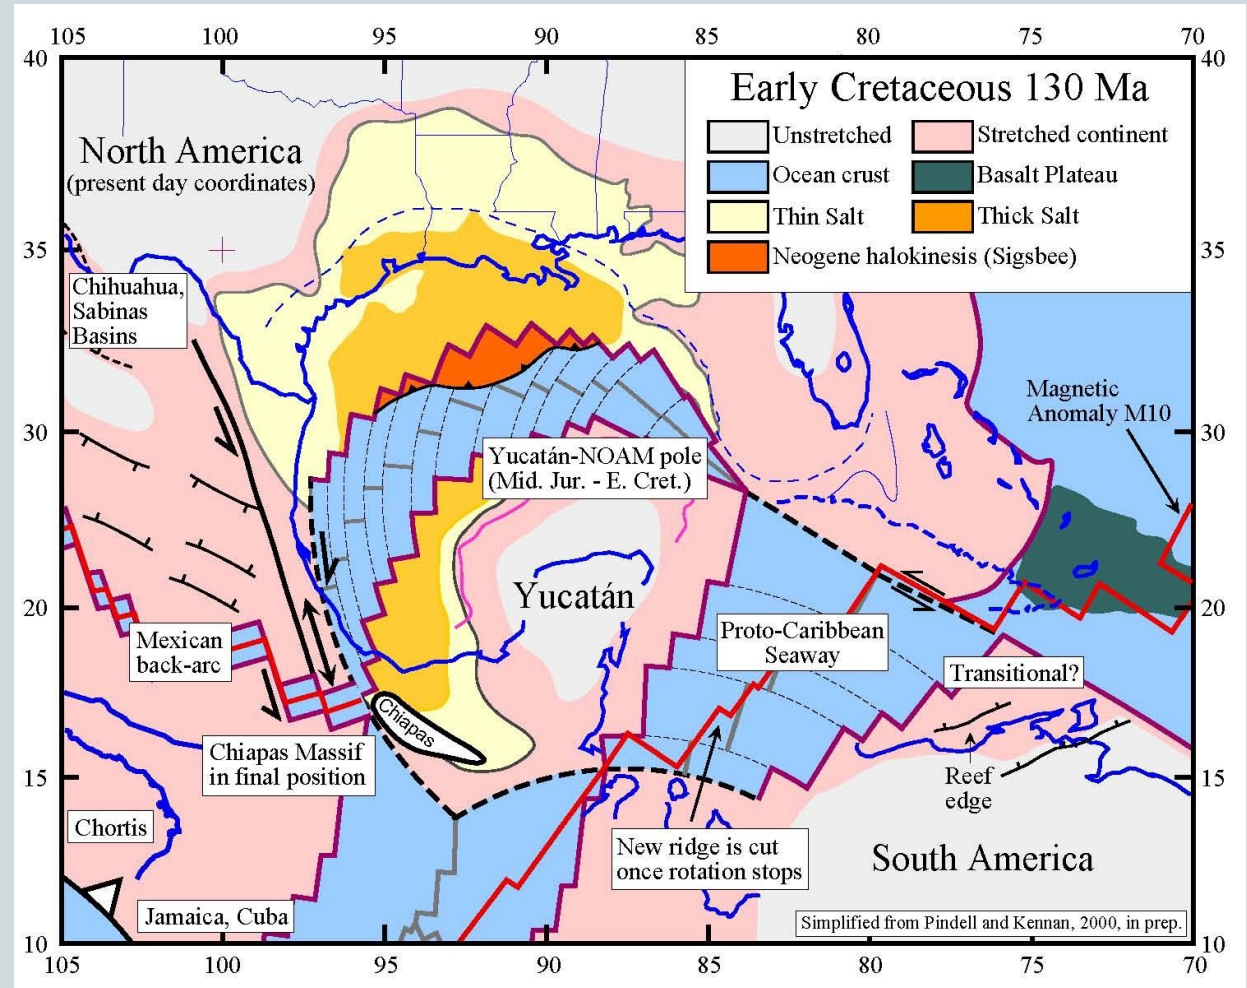 105 100 95 90 85 80 75 70
40 40
Early Cretaceous 130 Ma
Unstretched
Stretched continent
Ocean crust
Basalt Plateau
Thin Salt
Thick Salt
Neogene halokinesis (Sigsbee)
North America
(present day coordinates)
35 35
Chihuahua,
Sabinas
Basins
Magnetic
Anomaly M10
30 30
Yucatán-NOAM pole
(Mid. Jur. - E. Cret.)
Yucatán
20 20
Mexican
back-arc
Proto-Caribbean
Seaway
Transitional?
Chiapas
Chiapas Massif
in final position
15 15
Reef
edge
Chortis
New ridge is cut
once rotation stops
South America
Jamaica, Cuba
Simplified from Pindell and Kennan, 2000, in prep.
10 10
105 100 95 90 85 80 75 70